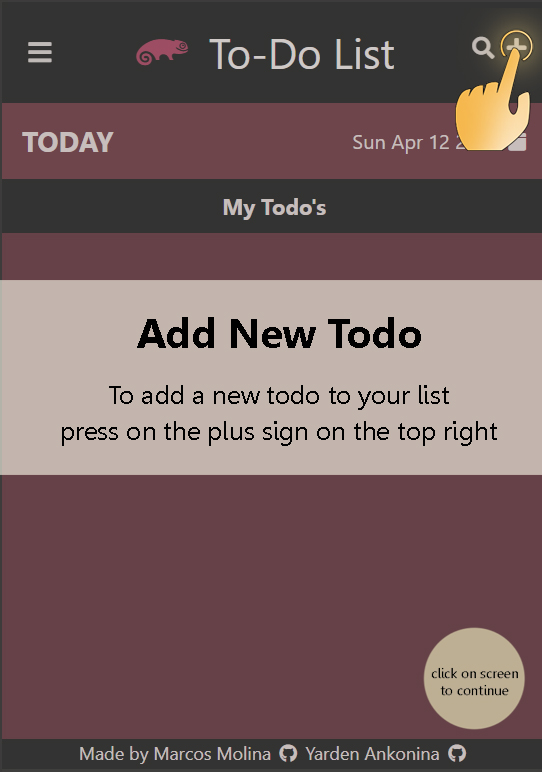 To-Do List
TODAY
Sun Apr 12 2
My Todo's
Add New Todo
To add a new todo to your list
press on the plus sign on the top right
click on screen
to continue
Made by Marcos Molina Yarden Ankonina